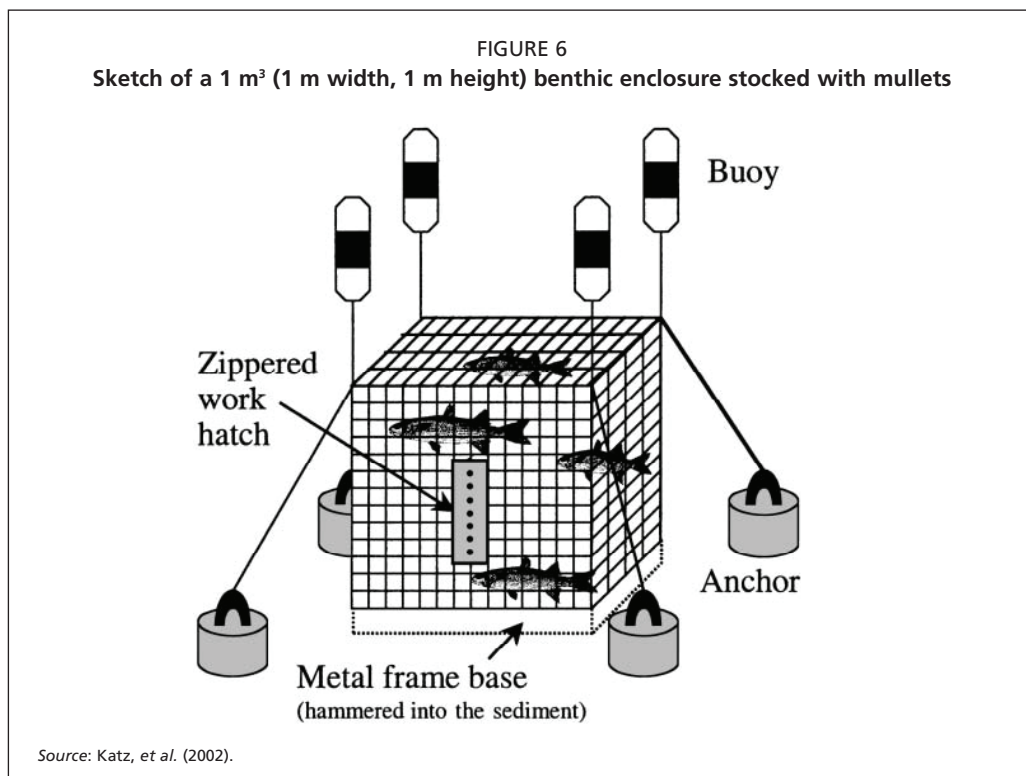 FIGURE 6
Sketch of a 1 m³ (1 m width, 1 m height) benthic enclosure stocked with mullets
Buoy
Zippered
work
hatch
Anchor
Metal frame base
(hammered into the sediment)
Source: Katz, et al. (2002).